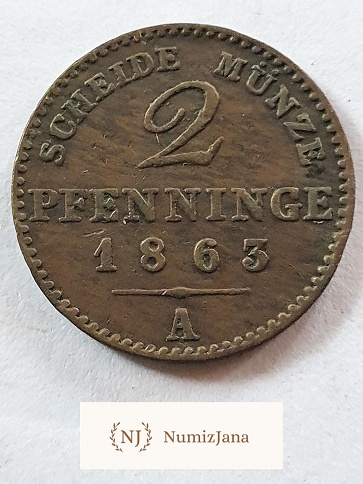 SCHEIDE MÜNZE
2
PFENNINGE
1863
A
NJ NumizJana